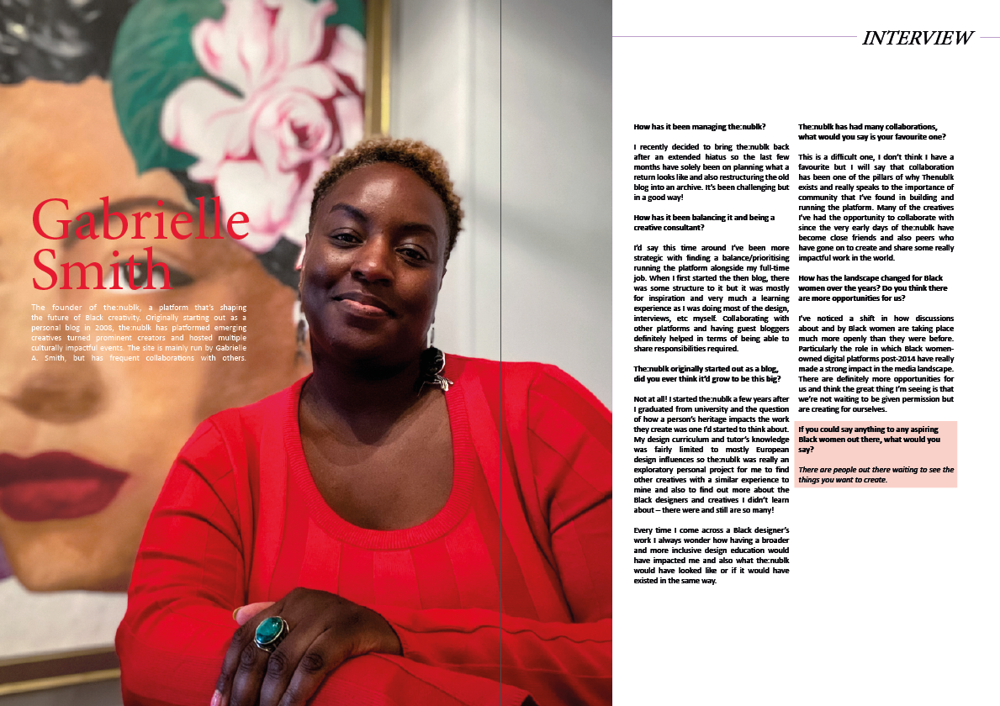 INTERVIEW
Gabrielle
Smith
The founder of the:nublk, a platform that's shaping
the future of Black creativity. Originally starting out as a
personal blog in 2008, the:nublk has platformed emerging
creatives turned prominent creators and hosted multiple
culturally impactful events. The site is mainly run by Gabrielle
A. Smith, but has frequent collaborations with others.
How has it been managing the:nublk?
I recently decided to bring the:nublk back
after an extended hiatus so the last few
months have solely been on planning what a
return looks like and also restructuring the old
blog into an archive. It's been challenging but
in a good way!
How has it been balancing it and being a
creative consultant?
I'd say this time around I've been more
strategic with finding a balance/prioritising
running the platform alongside my full-time
job. When I first started the then blog, there
was some structure to it but it was mostly
for inspiration and very much a learning
experience as I was doing most of the design,
interviews, etc myself. Collaborating with
other platforms and having guest bloggers
definitely helped in terms of being able to
share responsibilities required.
The:nublk originally started out as a blog,
did you ever think it'd grow to be this big?
Not at all! I started the:nublk a few years after
I graduated from university and the question
of how a person's heritage impacts the work
they create was one I'd started to think about.
My design curriculum and tutor's knowledge
was fairly limited to mostly European
design influences so the:nublk was really an
exploratory personal project for me to find
other creatives with a similar experience to
mine and also to find out more about the
Black designers and creatives I didn't learn
about – there were and still are so many!
Every time I come across a Black designer's
work I always wonder how having a broader
and more inclusive design education would
have impacted me and also what the:nublk
would have looked like or if it would have
existed in the same way.
The:nublk has had many collaborations,
what would you say is your favourite one?
This is a difficult one, I don't think I have a
favourite but I will say that collaboration
has been one of the pillars of why Thenublk
exists and really speaks to the importance of
community that I've found in building and
running the platform. Many of the creatives
I've had the opportunity to collaborate with
since the very early days of the:nublk have
become close friends and also peers who
have gone on to create and share some really
impactful work in the world.
How has the landscape changed for Black
women over the years? Do you think there
are more opportunities for us?
I've noticed a shift in how discussions
about and by Black women are taking place
much more openly than they were before.
Particularly the role in which Black women-
owned digital platforms post-2014 have really
made a strong impact in the media landscape.
There are definitely more opportunities for
us and think the great thing I'm seeing is that
we're not waiting to be given permission but
are creating for ourselves.
If you could say anything to any aspiring
Black women out there, what would you
say?
There are people out there waiting to see the
things you want to create.